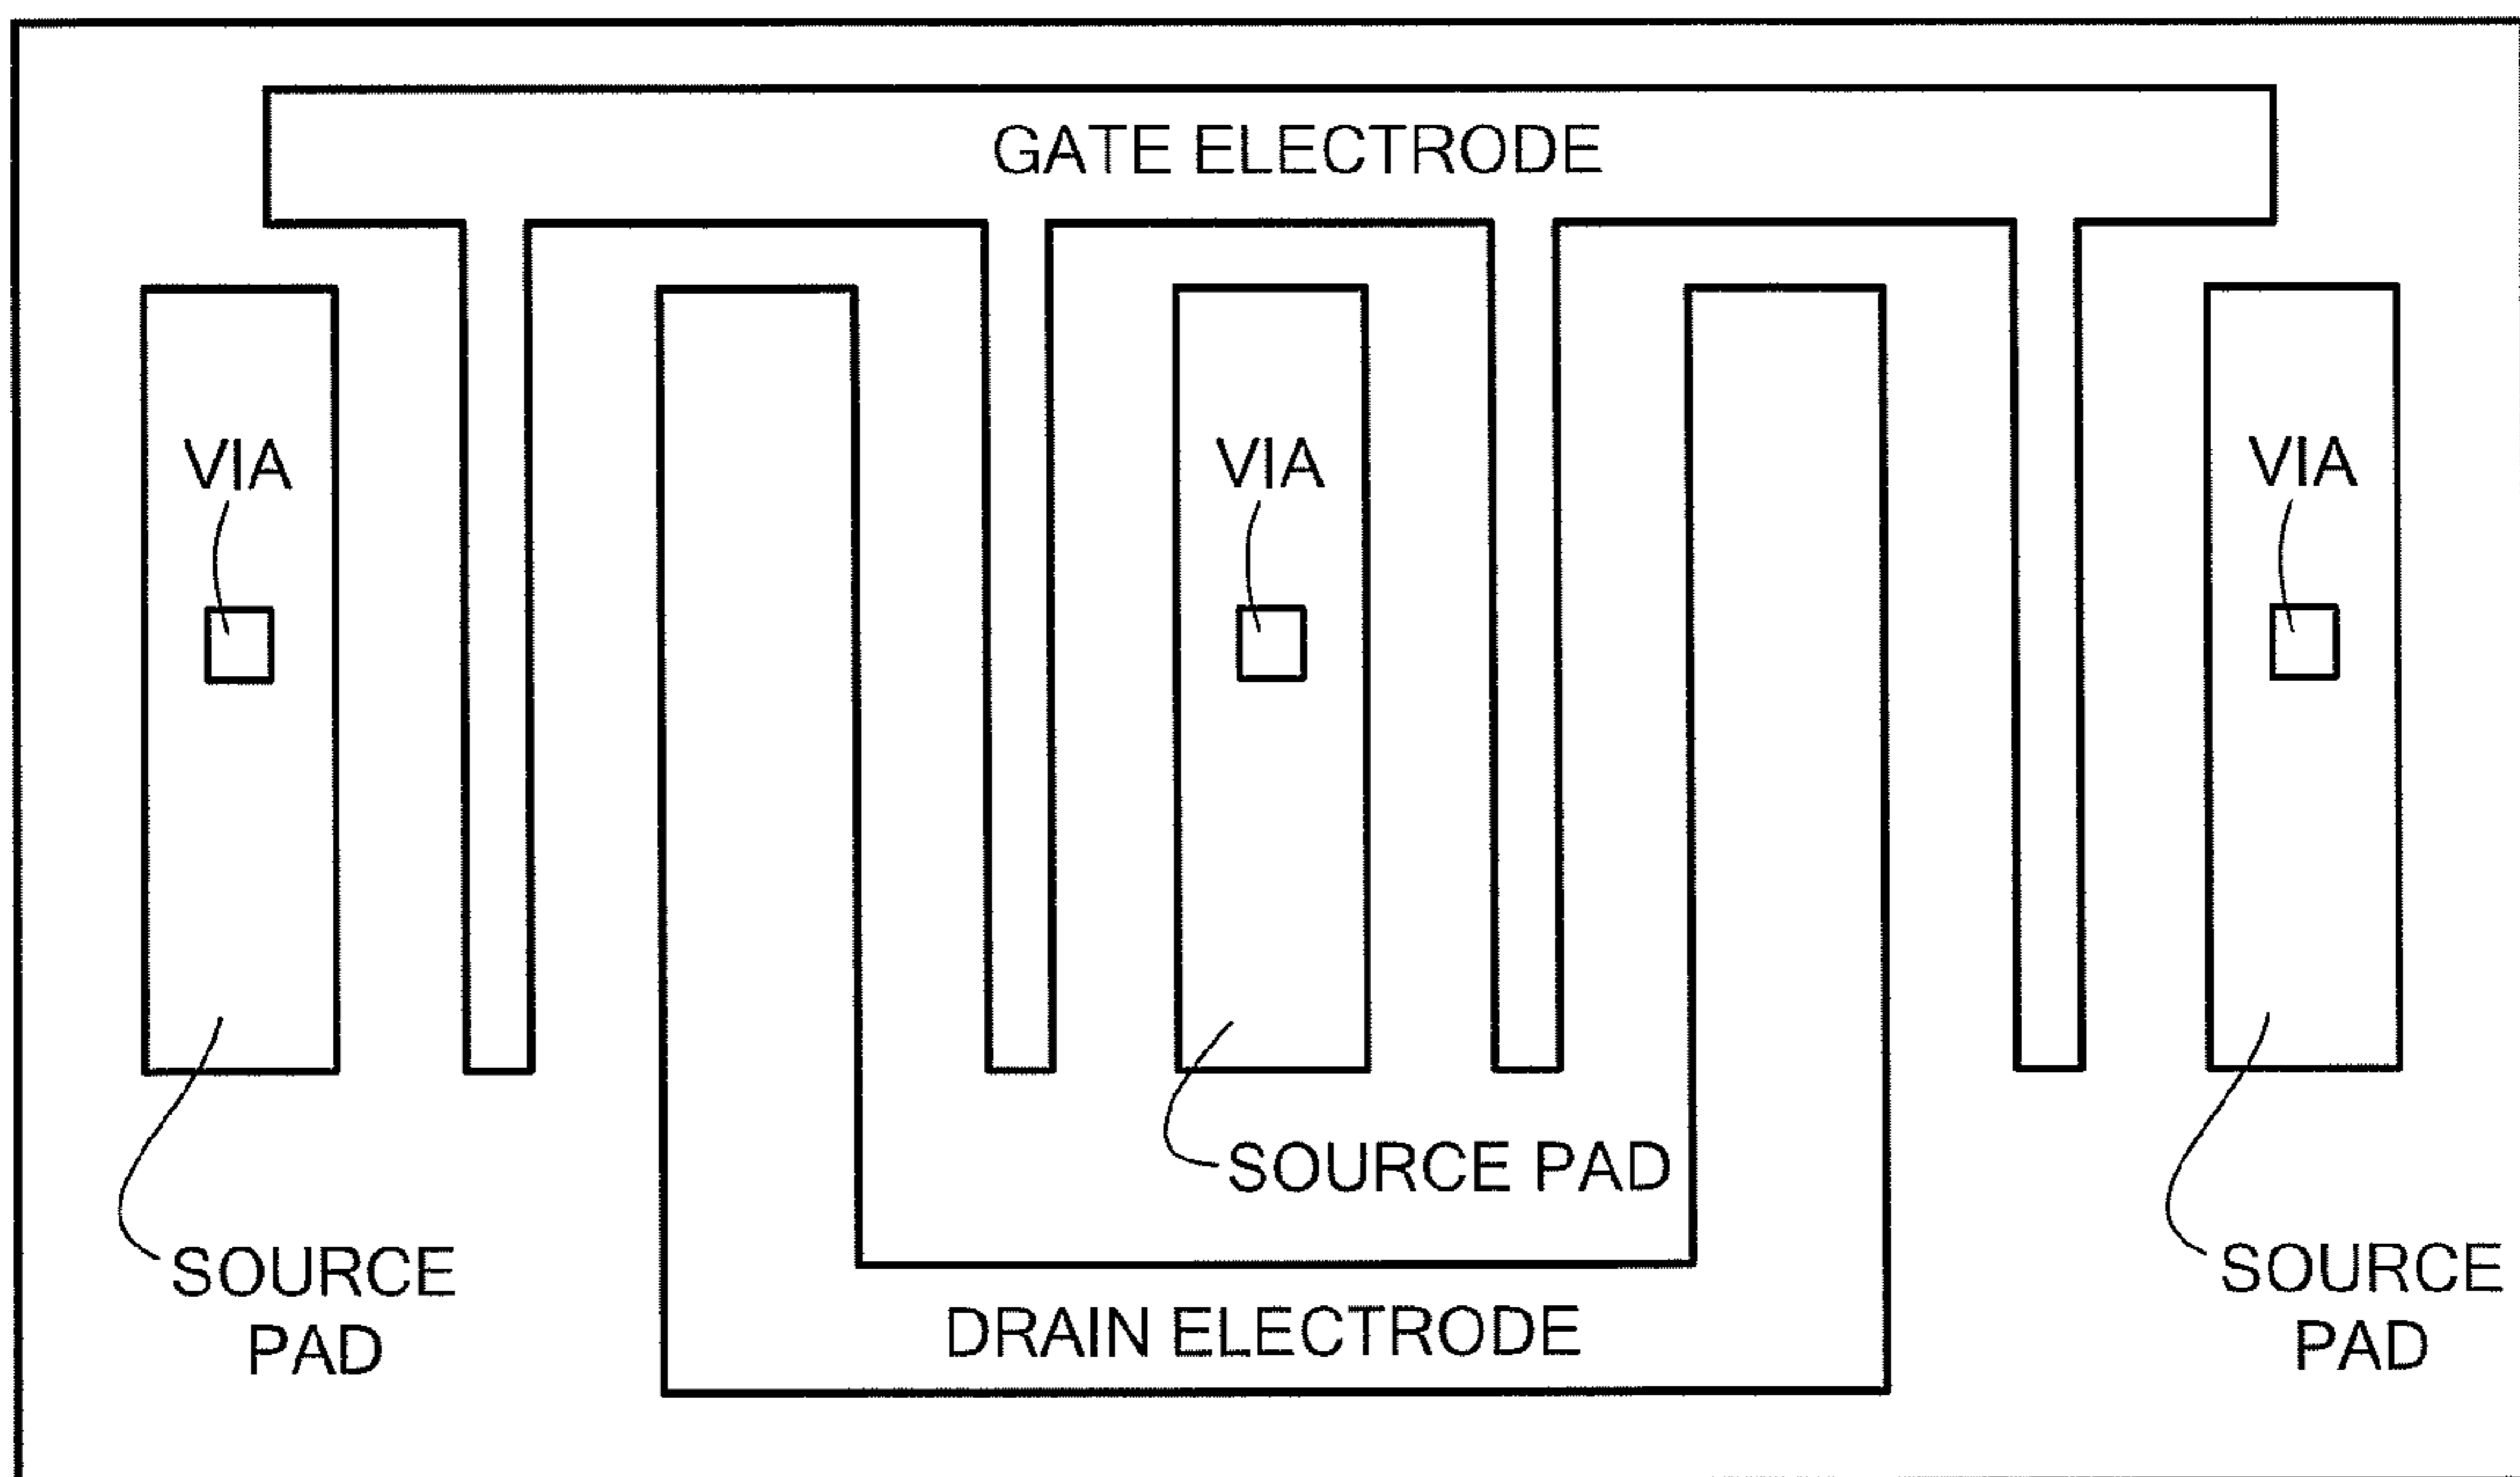 GATE ELECTRODE
VIA
VIA
VIA
SOURCE PAD
SOURCE
PAD
SOURCE
PAD
DRAIN ELECTRODE